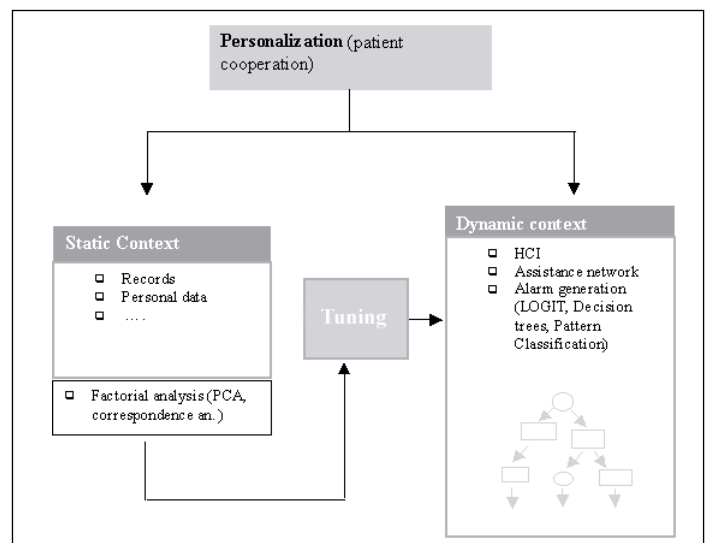 Personalization (patient
cooperation)
Static Context
Records
Personal data
....
Factorial analysis (PCA,
correspondence an.)
Tuning
Dynamic context
HCI
Assistance network
Alarm generation
(LOGIT, Decision
trees, Pattern
Classification)